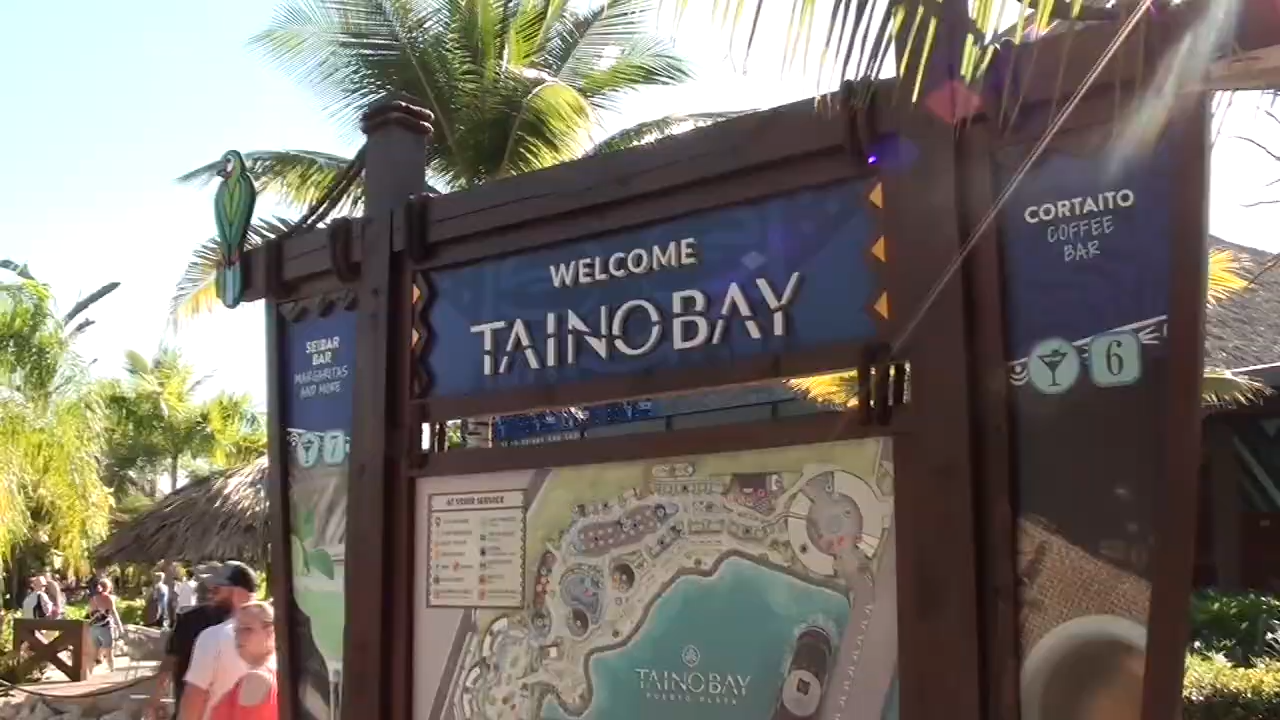 WELCOME
TAINO BAY
SEIBAR
BAR
MARGARITAS
AND MORE
7
CORTAITO
COFFEE
BAR
6
AT YOUR SERVICE
TAINO BAY
PUERTO PLATA